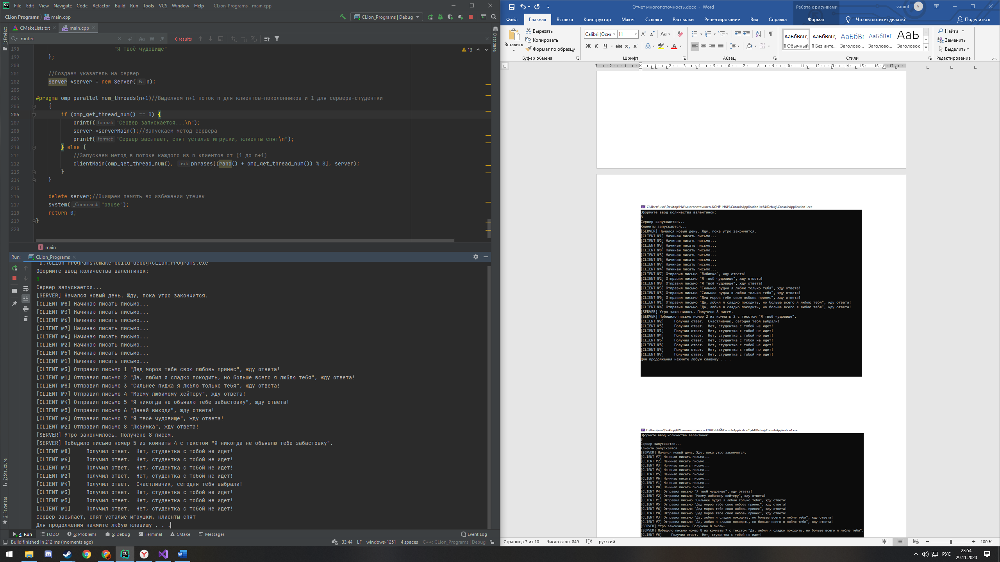 File Edit View Navigate Code Refactor Build Run Tools VCS Window Help CLion_Programs - main.cpp
CLion Programs main.cpp CLion_Programs | Debug
CMakeLists.txt main.cpp
mutex Aa W .* 0 results
1: Project
Database
13
198 "Я твоё чудовище"
199 };
200
201 //Создаем указатель на сервер
202 Server *server = new Server( &: n);
203
204 #pragma omp parallel num_threads(n+1)//Выделяем n+1 поток n для клиентов-поколонников и 1 для сервера-студентки
205 {
206 if (omp_get_thread_num() == 0) {
207 printf( format: "Сервер запускается...\n");
208 server->serverMain();//Запускаем метод сервера
209 printf( format: "Сервер засыпает, спят усталые игрушки, клиенты спят\n");
210 } else {
211 //Запускаем метод в потоке каждого из n клиентов от (1 до n+1)
212 clientMain(omp_get_thread_num(), text: phrases[(rand() + omp_get_thread_num()) % 8], server);
213 }
214 }
215
216 delete server;//Очищаем память во избежании утечек
217 system( _Command: "pause");
218 return 0;
219 }
220
f main
Run: CLion_Programs
D:\CLion Programs\cmake-build-debug\CLion_Programs.exe
Оформите ввод количества валентинок:
8
Сервер запускается...
[SERVER] Начался новый день. Жду, пока утро закончится.
[CLIENT №8] Начинаю писать письмо...
[CLIENT №3] Начинаю писать письмо...
[CLIENT №6] Начинаю писать письмо...
[CLIENT №7] Начинаю писать письмо...
[CLIENT №4] Начинаю писать письмо...
[CLIENT №2] Начинаю писать письмо...
[CLIENT №5] Начинаю писать письмо...
[CLIENT №1] Начинаю писать письмо...
[CLIENT №3] Отправил письмо 1 "Дед мороз тебе свою любовь принес", жду ответа!
[CLIENT №1] Отправил письмо 2 "Да, любил я сладко покодить, но больше всего я люблю тебя", жду ответа!
[CLIENT №8] Отправил письмо 3 "Сильнее пуджа я люблю только тебя", жду ответа!
[CLIENT №7] Отправил письмо 4 "Моему любимому хейтеру", жду ответа!
[CLIENT №4] Отправил письмо 5 "Я никогда не объявлю тебе забастовку", жду ответа!
[CLIENT №5] Отправил письмо 6 "Давай выходи", жду ответа!
[CLIENT №6] Отправил письмо 7 "Я твоё чудовище", жду ответа!
[CLIENT №2] Отправил письмо 8 "Любимка", жду ответа!
[SERVER] Утро закончилось. Получено 8 писем.
[SERVER] Победило письмо номер 5 из комнаты 4 с текстом "Я никогда не объявлю тебе забастовку".
[CLIENT №8] Получил ответ. Нет, студентка с тобой не идет!
[CLIENT №6] Получил ответ. Нет, студентка с тобой не идет!
[CLIENT №7] Получил ответ. Нет, студентка с тобой не идет!
[CLIENT №2] Получил ответ. Нет, студентка с тобой не идет!
[CLIENT №4] Получил ответ. Счастливчик, сегодня тебя выбрали!
[CLIENT №3] Получил ответ. Нет, студентка с тобой не идет!
[CLIENT №5] Получил ответ. Нет, студентка с тобой не идет!
[CLIENT №1] Получил ответ. Нет, студентка с тобой не идет!
Сервер засыпает, спят усталые игрушки, клиенты спят
Для продолжения нажмите любую клавишу . . .
7: Structure
2: Favorites
4: Run TODO 6: Problems 5: Debug Terminal CMake Messages Event Log
Build finished in 212 ms (moments ago) 33:44 LF windows-1251 4 spaces C++: CLion_Programs | Debug
Отчет многопоточность.docx - Word Работа с рисунками vanirit V
Файл Главная Вставка Конструктор Макет Ссылки Рассылки Рецензирование Вид Справка Формат Что вы хотите сделать? Поделиться
Вставить Вырезать Копировать Формат по образцу
Calibri (Оснс 11 Aa
Ж К Ч abc x₂ x² А А
АаБбВвГг, АаБбВвГг, АаБбВв АаБбВвГ АаЬ
¶ Обычный ¶ Без инте... Заголово... Заголово... Заголовок
Найти Заменить Выделить
Буфер обмена Шрифт Абзац Стили Редактирование
3 2 1 1 2 3 4 5 6 7 8 9 10 11 12 13 14 15 16 17
C:\Users\user\Desktop\HW многопоточность КОНЕЧНЫЙ\ConsoleApplication1\x64\Debug\ConsoleApplication1.exe
Оформите ввод количества валентинок:
8
Сервер запускается...
Клиенты запускаются...
[SERVER] Начался новый день. Жду, пока утро закончится.
[CLIENT №1] Начинаю писать письмо...
[CLIENT №2] Начинаю писать письмо...
[CLIENT №3] Начинаю писать письмо...
[CLIENT №8] Начинаю писать письмо...
[CLIENT №5] Начинаю писать письмо...
[CLIENT №6] Начинаю писать письмо...
[CLIENT №7] Начинаю писать письмо...
[CLIENT №4] Начинаю писать письмо...
[CLIENT №7] Отправил письмо "Любимка", жду ответа!
[CLIENT №2] Отправил письмо "Я твоё чудовище", жду ответа!
[CLIENT №8] Отправил письмо "Я твоё чудовище", жду ответа!
[CLIENT №3] Отправил письмо "Сильнее пуджа я люблю только тебя", жду ответа!
[CLIENT №5] Отправил письмо "Сильнее пуджа я люблю только тебя", жду ответа!
[CLIENT №6] Отправил письмо "Дед мороз тебе свою любовь принес", жду ответа!
[CLIENT №1] Отправил письмо "Да, любил я сладко покодить, но больше всего я люблю тебя", жду ответа!
[CLIENT №4] Отправил письмо "Да, любил я сладко покодить, но больше всего я люблю тебя", жду ответа!
[SERVER] Утро закончилось. Получено 8 писем.
[SERVER] Победило письмо номер 2 из комнаты 2 с текстом "Я твоё чудовище".
[CLIENT №2] Получил ответ. Счастливчик, сегодня тебя выбрали!
[CLIENT №5] Получил ответ. Нет, студентка с тобой не идет!
[CLIENT №1] Получил ответ. Нет, студентка с тобой не идет!
[CLIENT №4] Получил ответ. Нет, студентка с тобой не идет!
[CLIENT №6] Получил ответ. Нет, студентка с тобой не идет!
[CLIENT №8] Получил ответ. Нет, студентка с тобой не идет!
[CLIENT №3] Получил ответ. Нет, студентка с тобой не идет!
[CLIENT №7] Получил ответ. Нет, студентка с тобой не идет!
Для продолжения нажмите любую клавишу . . .
C:\Users\user\Desktop\HW многопоточность КОНЕЧНЫЙ\ConsoleApplication1\x64\Debug\ConsoleApplication1.exe
Оформите ввод количества валентинок:
8
Сервер запускается...
Клиенты запускаются...
[SERVER] Начался новый день. Жду, пока утро закончится.
[CLIENT №7] Начинаю писать письмо...
[CLIENT №2] Начинаю писать письмо...
[CLIENT №3] Начинаю писать письмо...
[CLIENT №4] Начинаю писать письмо...
[CLIENT №5] Начинаю писать письмо...
[CLIENT №6] Начинаю писать письмо...
[CLIENT №1] Начинаю писать письмо...
[CLIENT №8] Начинаю писать письмо...
[CLIENT №4] Отправил письмо "Я твоё чудовище", жду ответа!
[CLIENT №2] Отправил письмо "Моему любимому хейтеру", жду ответа!
[CLIENT №1] Отправил письмо "Сильнее пуджа я люблю только тебя", жду ответа!
[CLIENT №5] Отправил письмо "Дед мороз тебе свою любовь принес", жду ответа!
[CLIENT №6] Отправил письмо "Дед мороз тебе свою любовь принес", жду ответа!
[CLIENT №8] Отправил письмо "Дед мороз тебе свою любовь принес", жду ответа!
[CLIENT №3] Отправил письмо "Да, любил я сладко покодить, но больше всего я люблю тебя", жду ответа!
[CLIENT №7] Отправил письмо "Да, любил я сладко покодить, но больше всего я люблю тебя", жду ответа!
[SERVER] Утро закончилось. Получено 8 писем.
[SERVER] Победило письмо номер 8 из комнаты 7 с текстом "Да, любил я сладко покодить, но больше всего я люблю тебя".
[CLIENT №6] Получил ответ. Нет, студентка с тобой не идет!
Страница 7 из 10 Число слов: 849 русский 100 %
РУС 23:54
29.11.2020